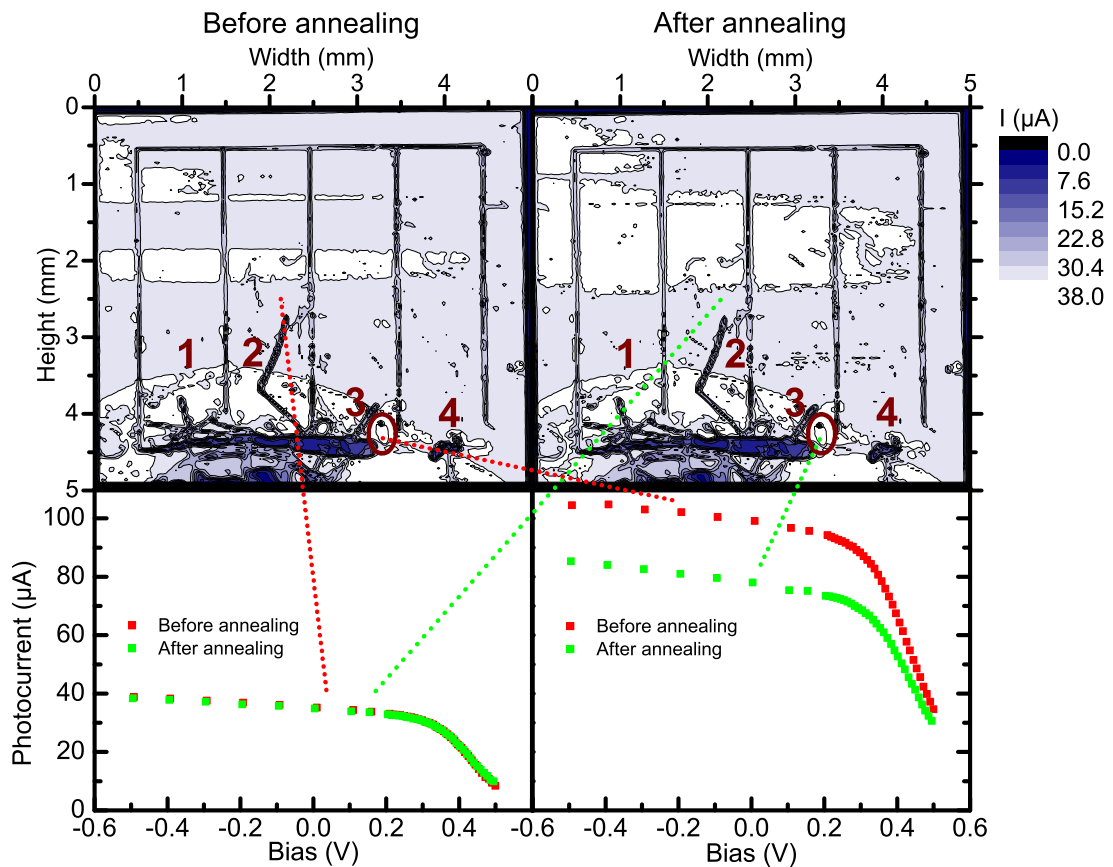 Before annealing
After annealing
Width (mm)
Width (mm)
0 1 2 3 4
0 1 2 3 4 5
I (µA)
0.0
7.6
15.2
22.8
30.4
38.0
Height (mm)
0
1
2
3
4
5
1 2 3 4
1 2 3 4
Photocurrent (µA)
100
80
60
40
20
0
Before annealing
After annealing
Before annealing
After annealing
-0.6 -0.4 -0.2 0.0 0.2 0.4
-0.6 -0.4 -0.2 0.0 0.2 0.4 0.6
Bias (V)
Bias (V)